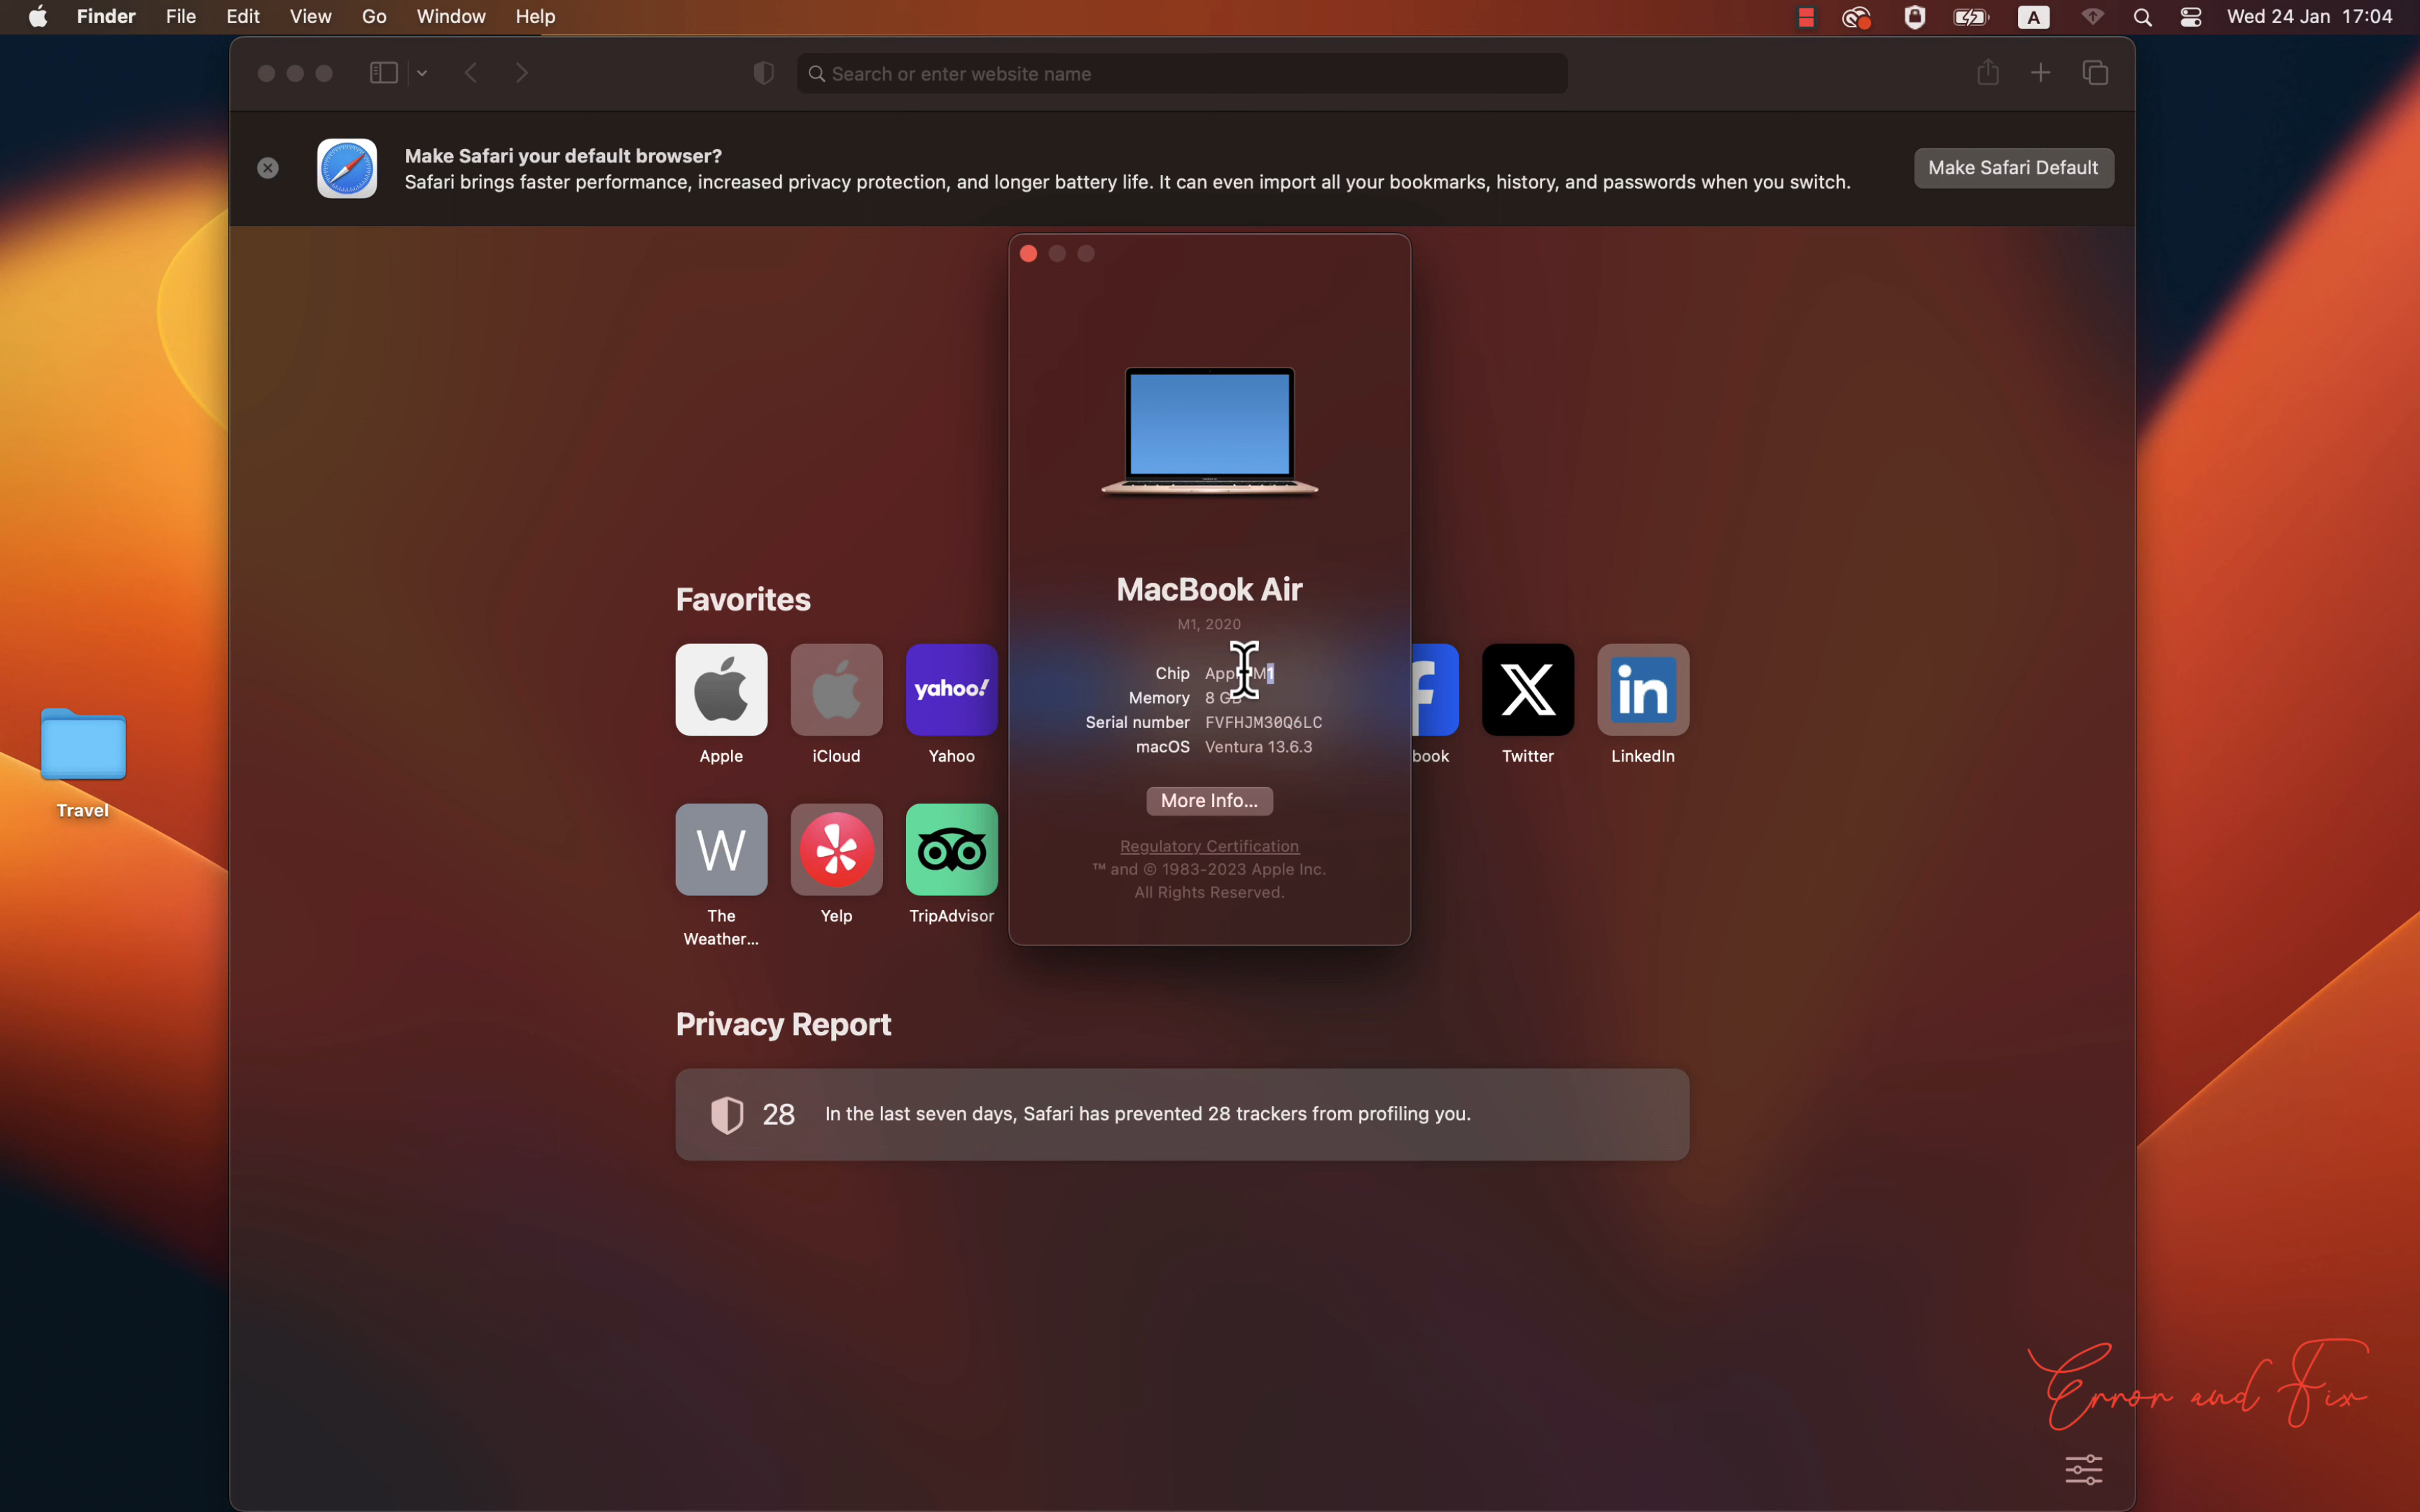 Finder File Edit View Go Window Help
A
Wed 24 Jan 17:04
Search or enter website name
Make Safari your default browser?
Safari brings faster performance, increased privacy protection, and longer battery life. It can even import all your bookmarks, history, and passwords when you switch.
Make Safari Default
MacBook Air
M1, 2020
Chip M1
Memory 8
Serial number FVFHJM30Q6LC
macOS Ventura 13.6.3
More Info...
Regulatory Certification
™ and © 1983-2023 Apple Inc.
All Rights Reserved.
Favorites
yahoo!
f
X
in
Apple
iCloud
Yahoo
book
Twitter
LinkedIn
W
The
Weather...
Yelp
TripAdvisor
Privacy Report
28 In the last seven days, Safari has prevented 28 trackers from profiling you.
Travel
Error and Fix